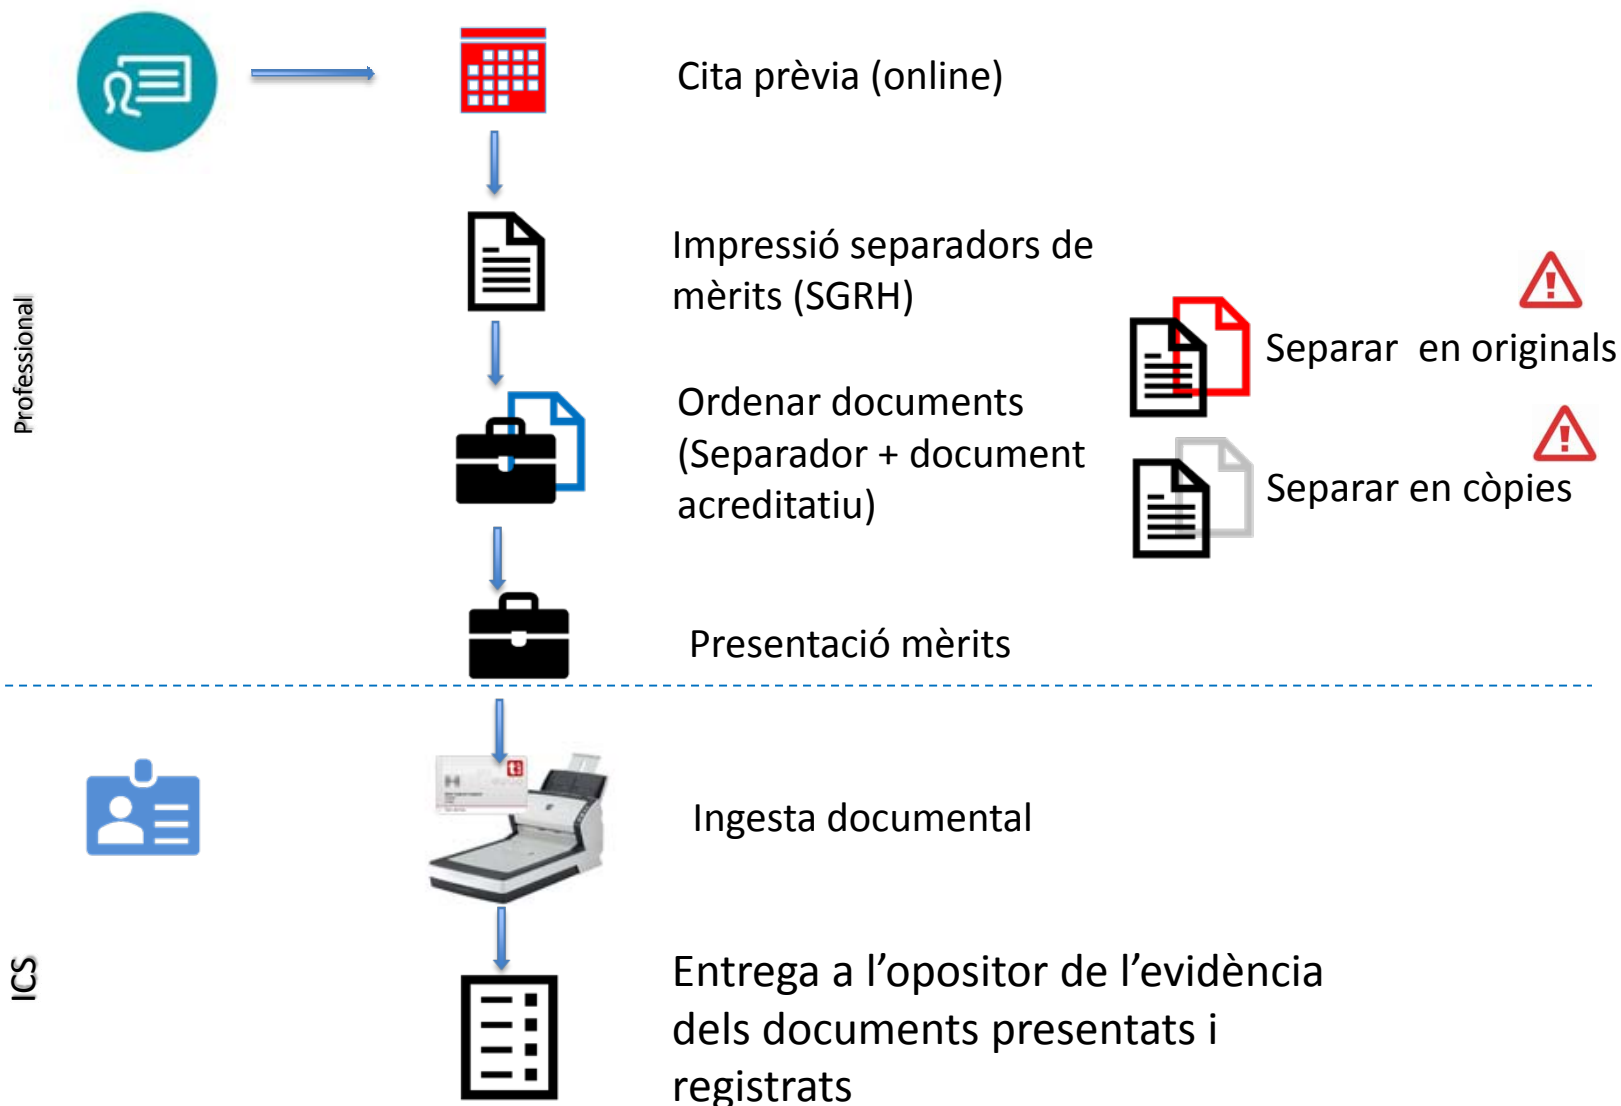 Cita prèvia (online)
Impressió separadors de
mèrits (SGRH)
Professional
Separar en originals
Ordenar documents
(Separador + document
acreditatiu)
Separar en còpies
Presentació mèrits
Ingesta documental
ICS
Entrega a l’opositor de l’evidència
dels documents presentats i
registrats